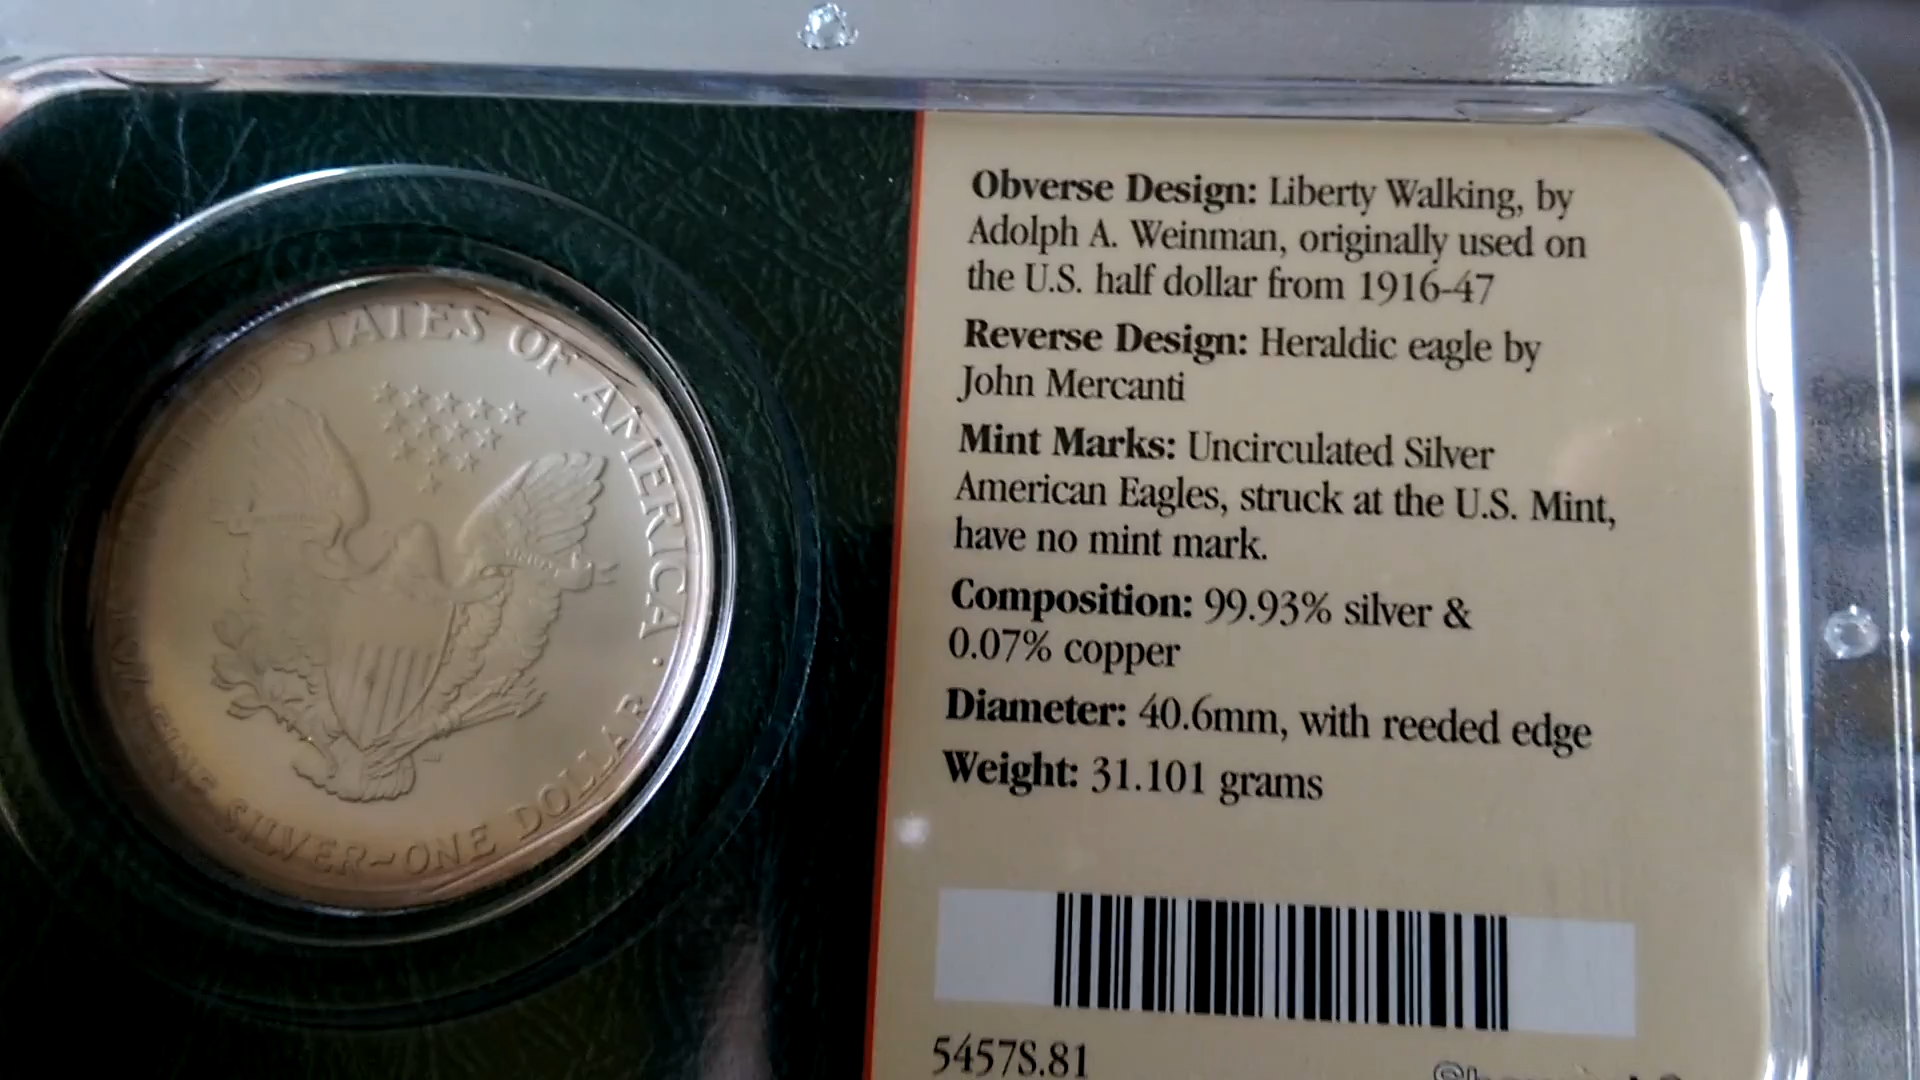 UNITED STATES OF AMERICA
FINE SILVER~ONE DOLLAR
Obverse Design: Liberty Walking, by
Adolph A. Weinman, originally used on
the U.S. half dollar from 1916-47
Reverse Design: Heraldic eagle by
John Mercanti
Mint Marks: Uncirculated Silver
American Eagles, struck at the U.S. Mint,
have no mint mark.
Composition: 99.93% silver &
0.07% copper
Diameter: 40.6mm, with reeded edge
Weight: 31.101 grams
5457S.81